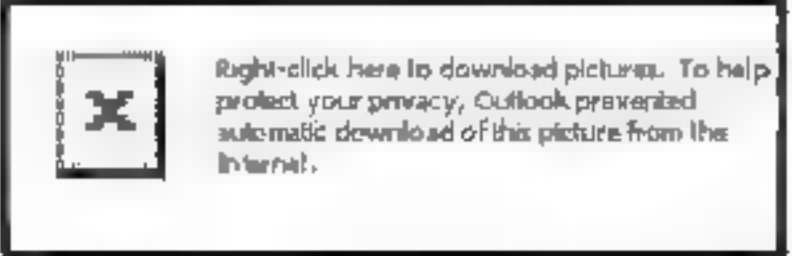 Right-click here to download pictures. To help
protect your privacy, Outlook prevented
automatic download of this picture from the
Internet.